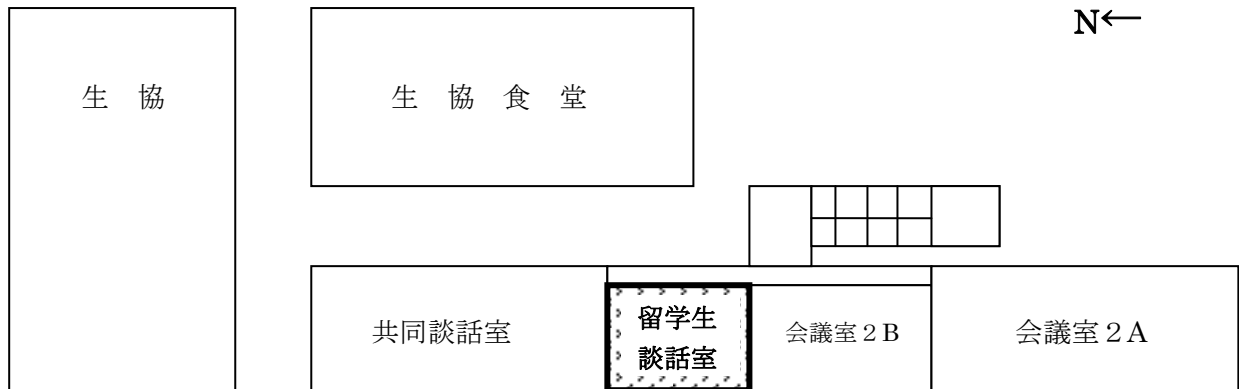 N←
生 協
生 協 食 堂
共同談話室
留学生
談話室
会議室２B
会議室２A